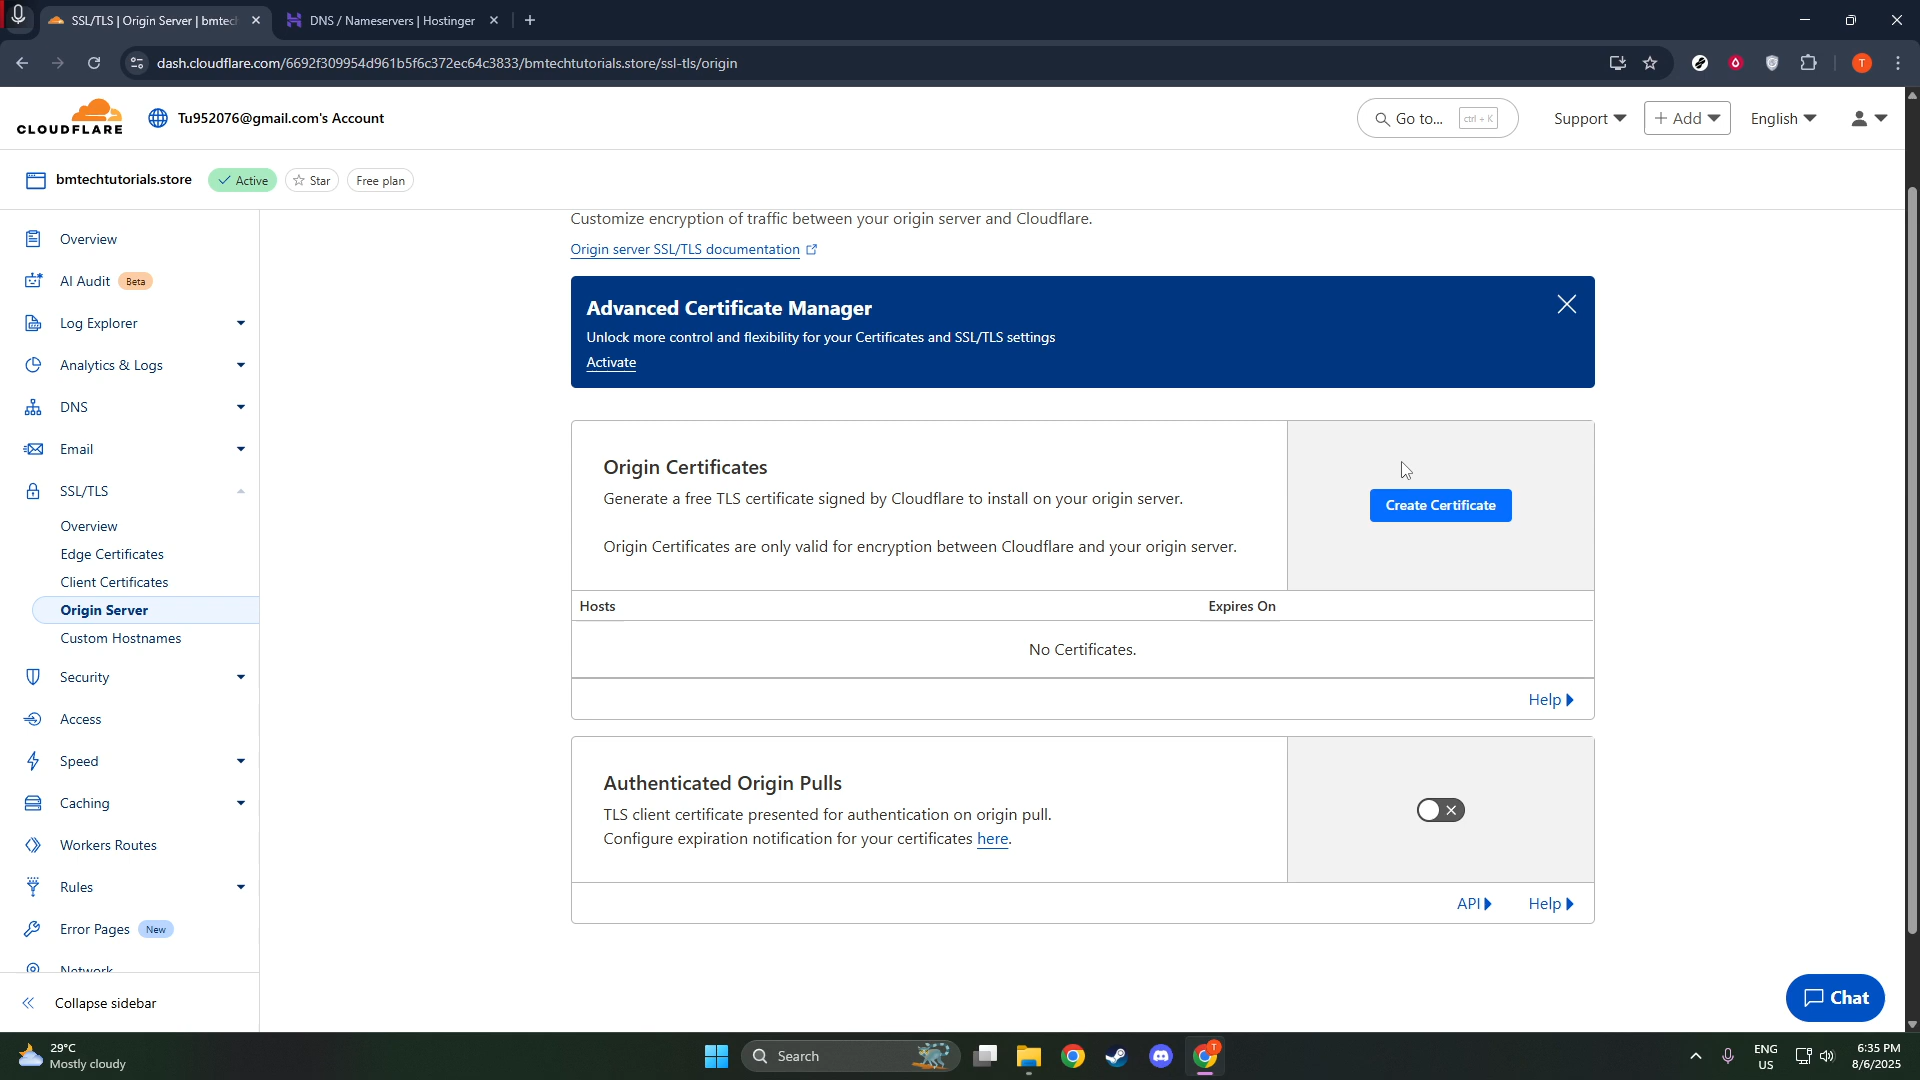 SSL/TLS | Origin Server | bmtec
DNS / Nameservers | Hostinger
dash.cloudflare.com/6692f309954d961b5f6c372ec64c3833/bmtechtutorials.store/ssl-tls/origin
T
CLOUDFLARE
Tu952076@gmail.com's Account
Go to...
ctrl + K
Support
+ Add
English
bmtechtutorials.store
Active
Star
Free plan
Overview
AI Audit Beta
Log Explorer
Analytics & Logs
DNS
Email
SSL/TLS
Overview
Edge Certificates
Client Certificates
Origin Server
Custom Hostnames
Security
Access
Speed
Caching
Workers Routes
Rules
Error Pages New
Network
Collapse sidebar
Customize encryption of traffic between your origin server and Cloudflare.
Origin server SSL/TLS documentation
Advanced Certificate Manager
Unlock more control and flexibility for your Certificates and SSL/TLS settings
Activate
Origin Certificates
Generate a free TLS certificate signed by Cloudflare to install on your origin server.
Origin Certificates are only valid for encryption between Cloudflare and your origin server.
Create Certificate
Hosts
Expires On
No Certificates.
Help
Authenticated Origin Pulls
TLS client certificate presented for authentication on origin pull.
Configure expiration notification for your certificates here.
API
Help
Chat
29°C
Mostly cloudy
Search
T
ENG
US
6:35 PM
8/6/2025